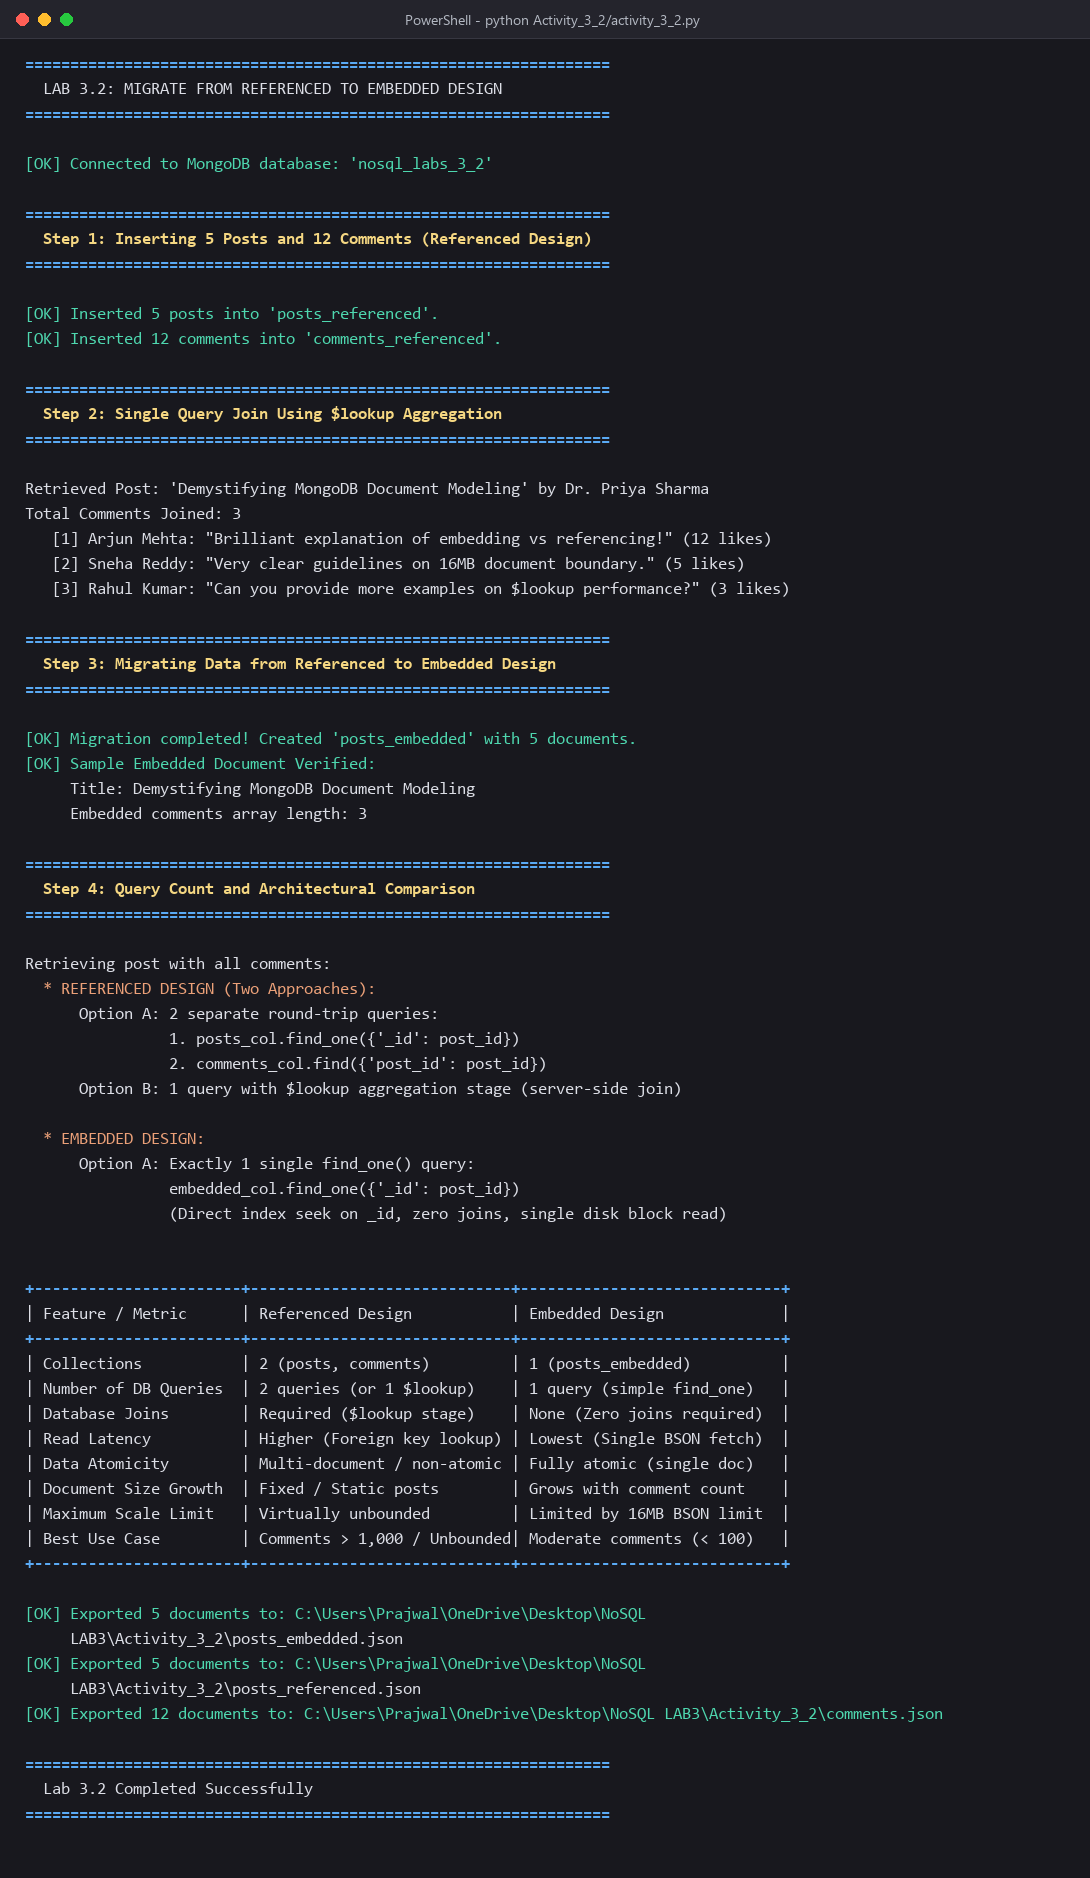 PowerShell - python Activity_3_2/activity_3_2.py
=================================================================
  LAB 3.2: MIGRATE FROM REFERENCED TO EMBEDDED DESIGN
=================================================================
[OK] Connected to MongoDB database: 'nosql_labs_3_2'
=================================================================
  Step 1: Inserting 5 Posts and 12 Comments (Referenced Design)
=================================================================
[OK] Inserted 5 posts into 'posts_referenced'.
[OK] Inserted 12 comments into 'comments_referenced'.
=================================================================
  Step 2: Single Query Join Using $lookup Aggregation
=================================================================
Retrieved Post: 'Demystifying MongoDB Document Modeling' by Dr. Priya Sharma
Total Comments Joined: 3
   [1] Arjun Mehta: "Brilliant explanation of embedding vs referencing!" (12 likes)
   [2] Sneha Reddy: "Very clear guidelines on 16MB document boundary." (5 likes)
   [3] Rahul Kumar: "Can you provide more examples on $lookup performance?" (3 likes)
=================================================================
  Step 3: Migrating Data from Referenced to Embedded Design
=================================================================
[OK] Migration completed! Created 'posts_embedded' with 5 documents.
[OK] Sample Embedded Document Verified:
     Title: Demystifying MongoDB Document Modeling
     Embedded comments array length: 3
=================================================================
  Step 4: Query Count and Architectural Comparison
=================================================================
Retrieving post with all comments:
  * REFERENCED DESIGN (Two Approaches):
      Option A: 2 separate round-trip queries:
                1. posts_col.find_one({'_id': post_id})
                2. comments_col.find({'post_id': post_id})
      Option B: 1 query with $lookup aggregation stage (server-side join)
  * EMBEDDED DESIGN:
      Option A: Exactly 1 single find_one() query:
                embedded_col.find_one({'_id': post_id})
                (Direct index seek on _id, zero joins, single disk block read)
+-----------------------+-----------------------------+----------------------------+
| Feature / Metric      | Referenced Design           | Embedded Design             |
+-----------------------+-----------------------------+----------------------------+
| Collections           | 2 (posts, comments)         | 1 (posts_embedded)          |
| Number of DB Queries  | 2 queries (or 1 $lookup)    | 1 query (simple find_one)   |
| Database Joins        | Required ($lookup stage)    | None (Zero joins required)  |
| Read Latency          | Higher (Foreign key lookup) | Lowest (Single BSON fetch)  |
| Data Atomicity        | Multi-document / non-atomic | Fully atomic (single doc)   |
| Document Size Growth  | Fixed / Static posts        | Grows with comment count    |
| Maximum Scale Limit   | Virtually unbounded         | Limited by 16MB BSON limit  |
| Best Use Case         | Comments > 1,000 / Unbounded| Moderate comments (< 100)   |
+-----------------------+-----------------------------+----------------------------+
[OK] Exported 5 documents to: C:\Users\Prajwal\OneDrive\Desktop\NoSQL
     LAB3\Activity_3_2\posts_embedded.json
[OK] Exported 5 documents to: C:\Users\Prajwal\OneDrive\Desktop\NoSQL
     LAB3\Activity_3_2\posts_referenced.json
[OK] Exported 12 documents to: C:\Users\Prajwal\OneDrive\Desktop\NoSQL LAB3\Activity_3_2\comments.json
=================================================================
  Lab 3.2 Completed Successfully
=================================================================